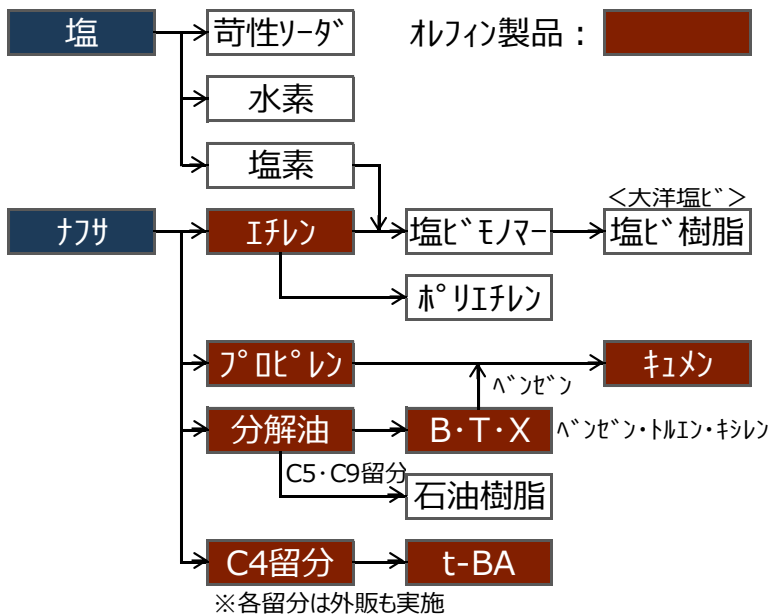 塩
苛性ｿｰﾀﾞ
オレフィン製品：
水素
塩素
ナフサ
ｴﾁﾚﾝ
塩ﾋﾞﾓﾉﾏｰ
＜大洋塩ﾋﾞ＞
塩ﾋﾞ樹脂
ﾎﾟﾘｴﾁﾚﾝ
ﾌﾟﾛﾋﾟﾚﾝ
ｷｭﾒﾝ
ﾍﾞﾝｾﾞﾝ
分解油
B･T･X
ﾍﾞﾝｾﾞﾝ･ﾄﾙｴﾝ･ｷｼﾚﾝ
C5･C9留分
石油樹脂
C4留分
t-BA
※各留分は外販も実施